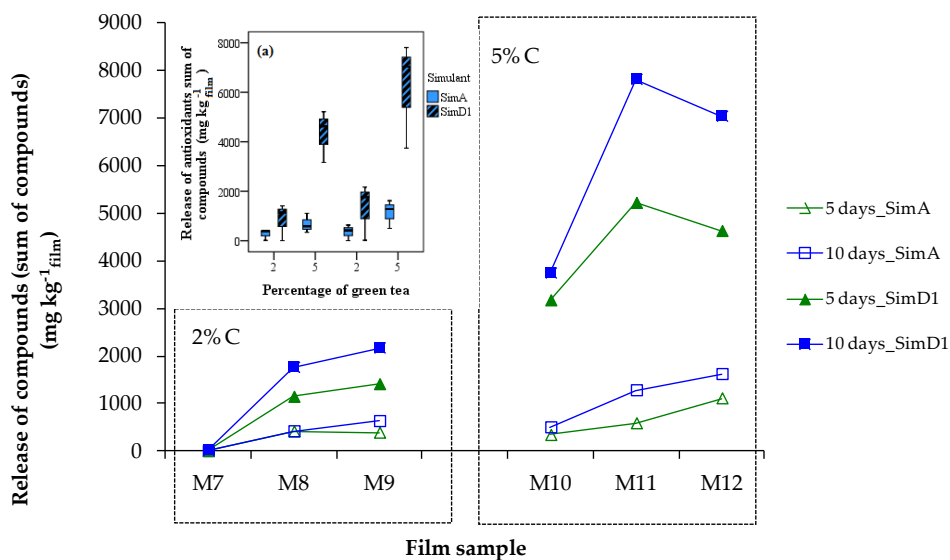 Release of compounds (sum of compounds)
(mg kg-1film)
9000
8000
7000
6000
5000
4000
3000
2000
1000
0
(a)
Release of antioxidants sum of
compounds (mg kg-1film)
8000
6000
4000
2000
0
2
5
2
5
Percentage of green tea
Simulant
SimA
SimD1
2% C
5% C
M7
M8
M9
M10
M11
M12
Film sample
5 days_SimA
10 days_SimA
5 days_SimD1
10 days_SimD1